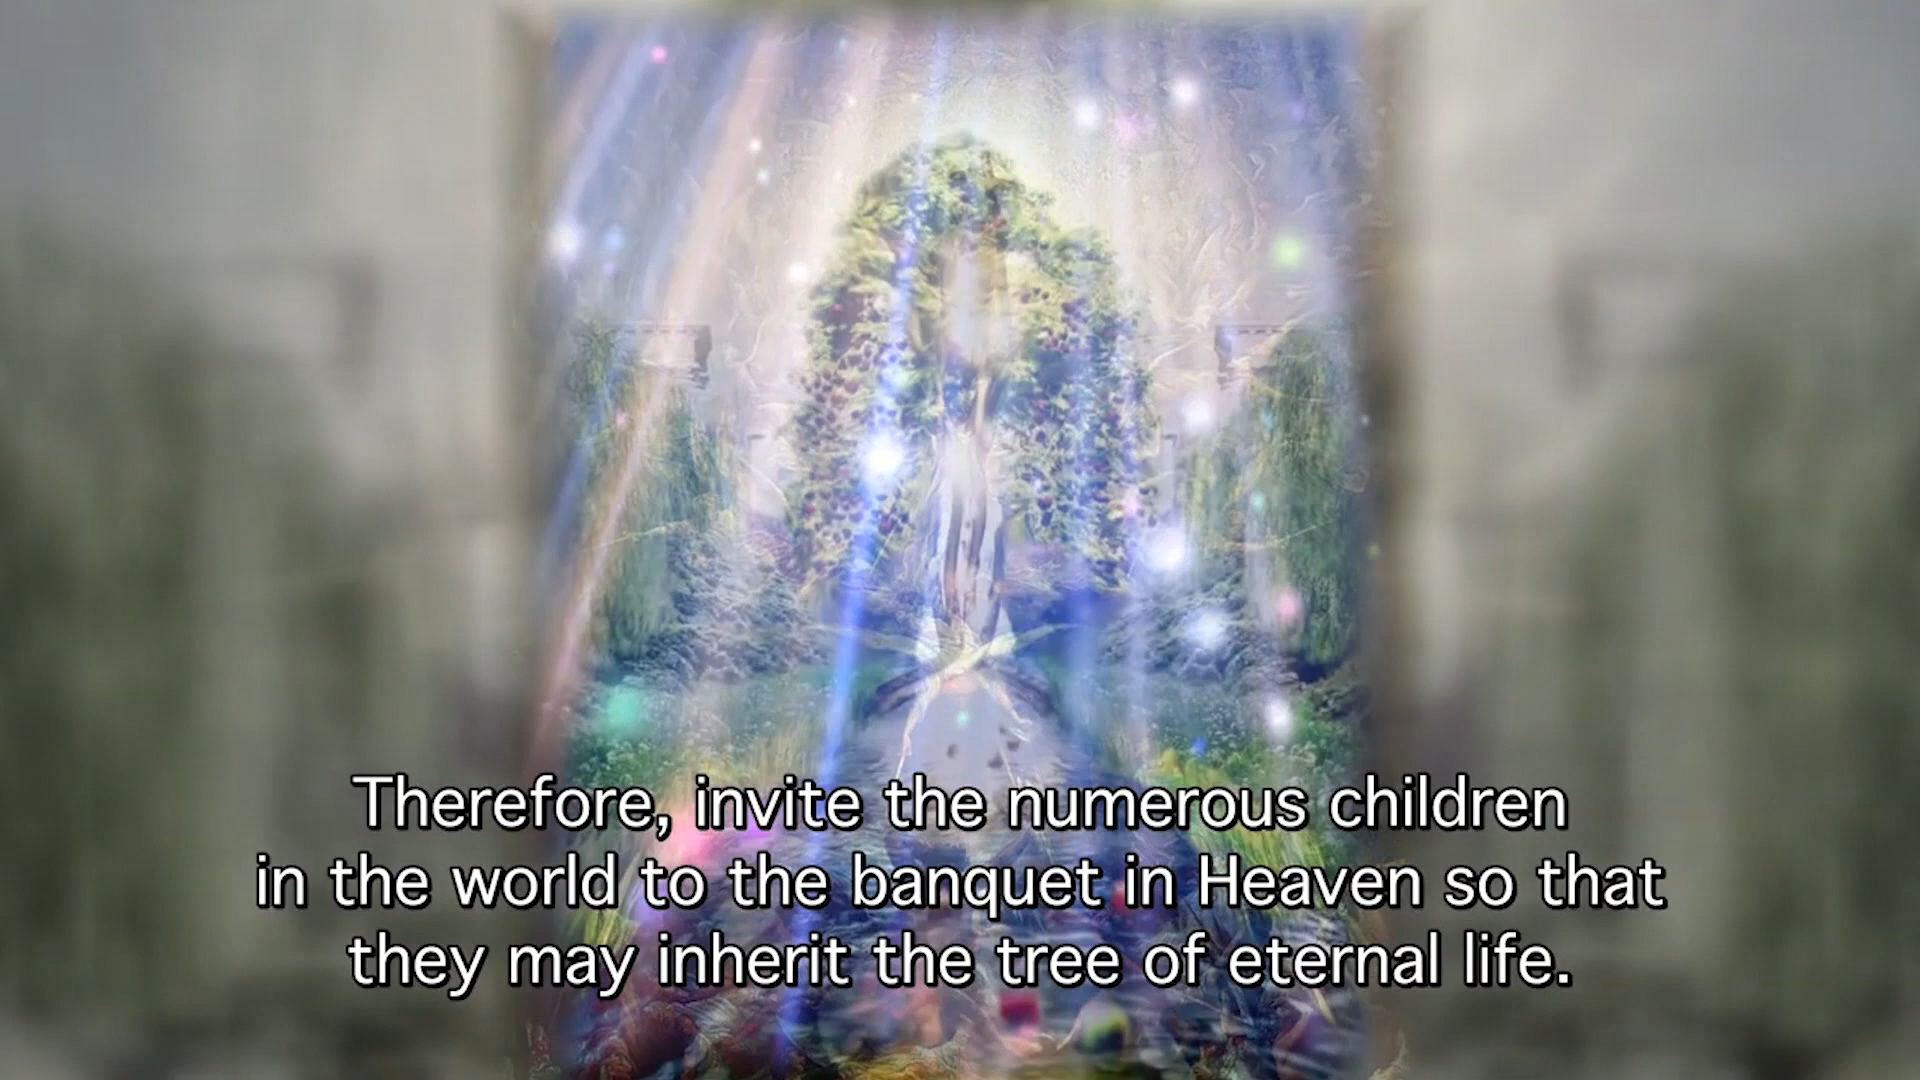 Therefore, invite the numerous children
in the world to the banquet in Heaven so that
they may inherit the tree of eternal life.